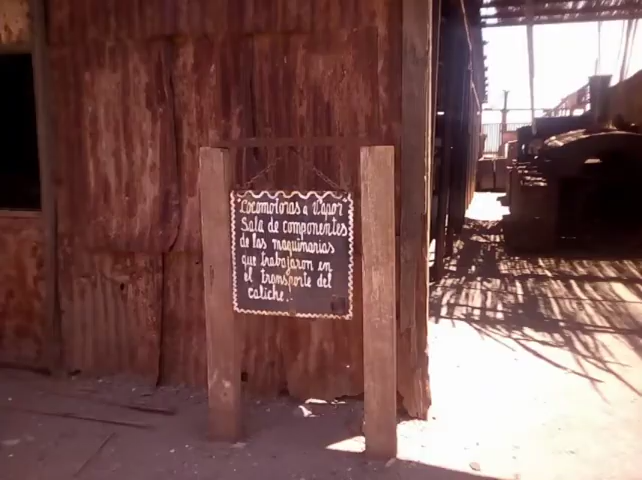 "Locomotoras a Vapor"
Sala de componentes
de las maquinarias
que trabajaron en
el transporte del
caliche.